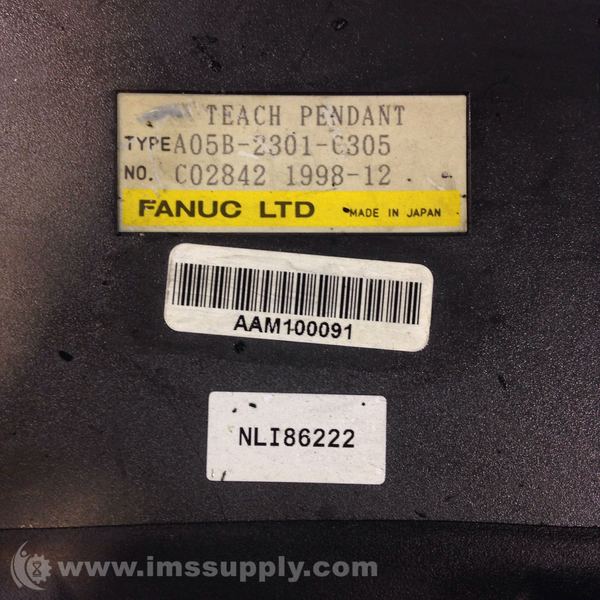 TEACH PENDANT
TYPE A05B-2301-C305
NO. C02842 1998-12
FANUC LTD MADE IN JAPAN
AAM100091
NLI86222
www.imssupply.com